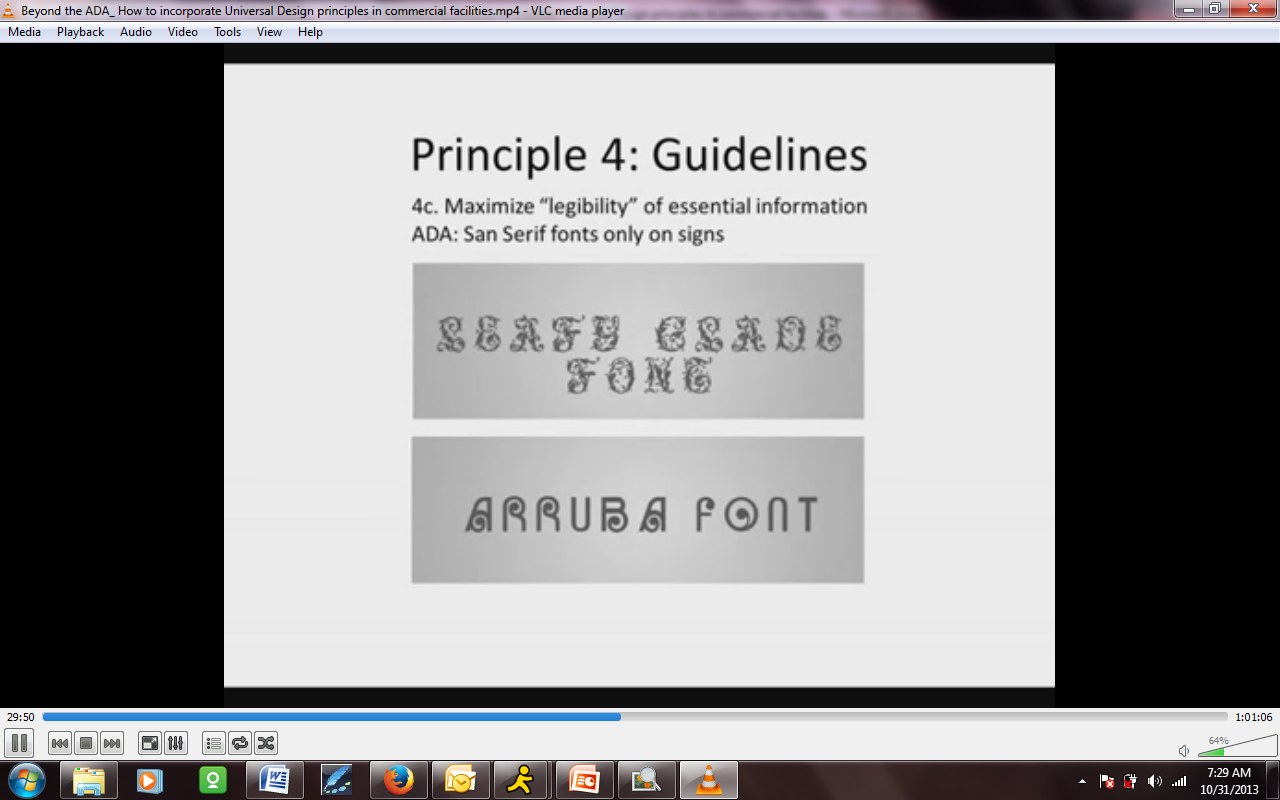 Beyond the ADA_ How to incorporate Universal Design principles in commercial facilities.mp4 - VLC media player
Media Playback Audio Video Tools View Help
Principle 4: Guidelines
4c. Maximize “legibility” of essential information
ADA: San Serif fonts only on signs
LEAFY GLADE
FONT
ARRUBA FONT
29:50 1:01:06
64%
7:29 AM
10/31/2013